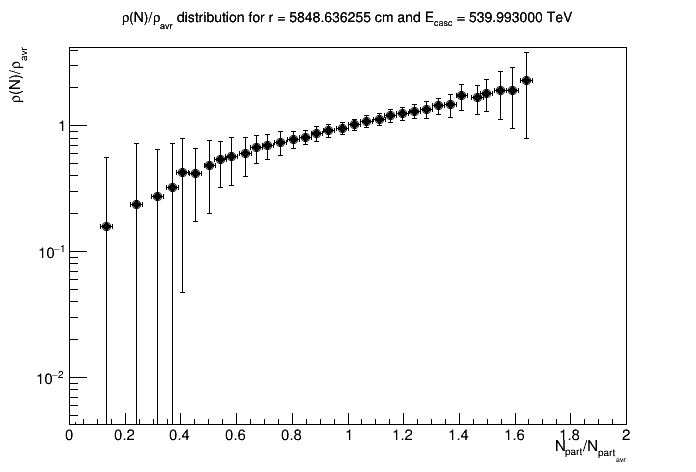 ρ(N)/ρavr distribution for r = 5848.636255 cm and Ecasc = 539.993000 TeV
ρ(N)/ρavr
1
10−1
10−2
0 0.2 0.4 0.6 0.8 1 1.2 1.4 1.6 1.8 2
Npart/Npartavr